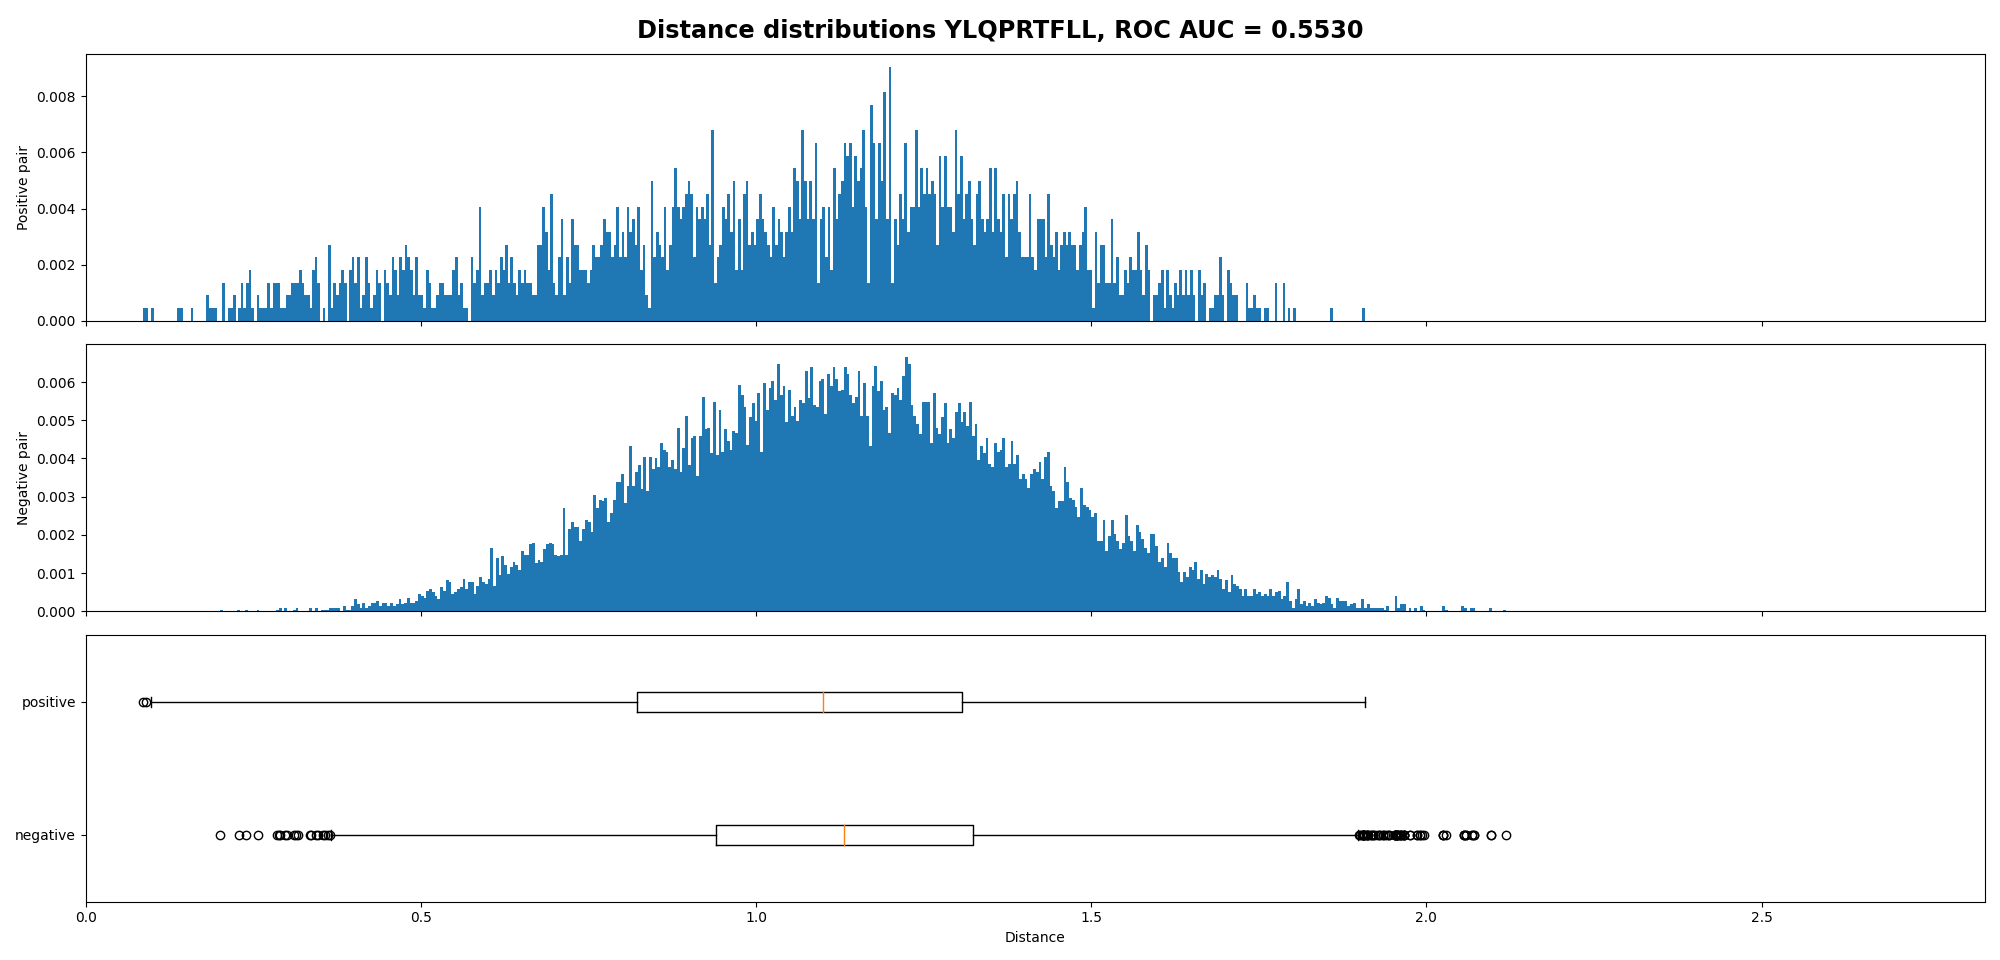 Distance distributions YLQPRTFLL, ROC AUC = 0.5530
Positive pair
0.008
0.006
0.004
0.002
0.000
Negative pair
0.006
0.005
0.004
0.003
0.002
0.001
0.000
positive
negative
0.0 0.5 1.0 1.5 2.0 2.5
Distance